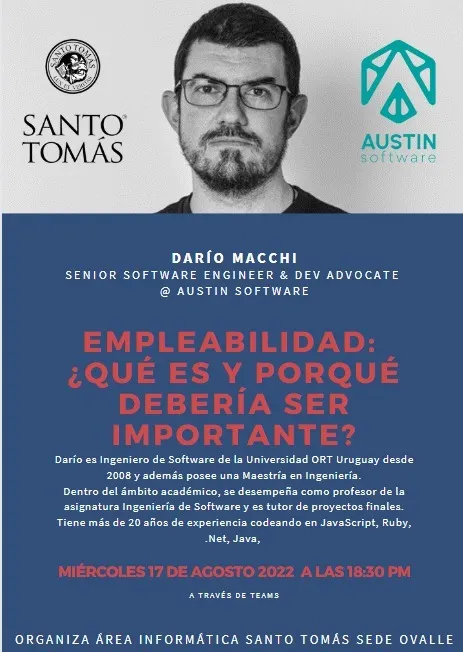 SANTO TOMÁS
SANTO
TOMÁS
AUSTIN
software
DARÍO MACCHI
SENIOR SOFTWARE ENGINEER & DEV ADVOCATE
@ AUSTIN SOFTWARE
EMPLEABILIDAD:
¿QUÉ ES Y PORQUÉ
DEBERÍA SER
IMPORTANTE?
Darío es Ingeniero de Software de la Universidad ORT Uruguay desde
2008 y además posee una Maestría en Ingeniería.
Dentro del ámbito académico, se desempeña como profesor de la
asignatura Ingeniería de Software y es tutor de proyectos finales.
Tiene más de 20 años de experiencia codeando en JavaScript, Ruby,
.Net, Java,
MIÉRCOLES 17 DE AGOSTO 2022 A LAS 18:30 PM
A TRAVÉS DE TEAMS
ORGANIZA ÁREA INFORMÁTICA SANTO TOMÁS SEDE OVALLE